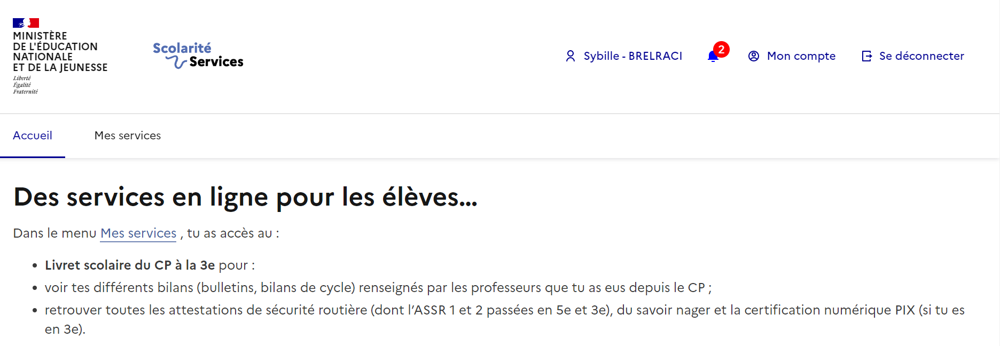 MINISTÈRE
DE L'ÉDUCATION
NATIONALE
ET DE LA JEUNESSE
Liberté
Égalité
Fraternité
Scolarité
Services
Sybille - BRELRACI
2
Mon compte
Se déconnecter
Accueil
Mes services
Des services en ligne pour les élèves...
Dans le menu Mes services , tu as accès au :
• Livret scolaire du CP à la 3e pour :
• voir tes différents bilans (bulletins, bilans de cycle) renseignés par les professeurs que tu as eus depuis le CP ;
• retrouver toutes les attestations de sécurité routière (dont l’ASSR 1 et 2 passées en 5e et 3e), du savoir nager et la certification numérique PIX (si tu es
en 3e).